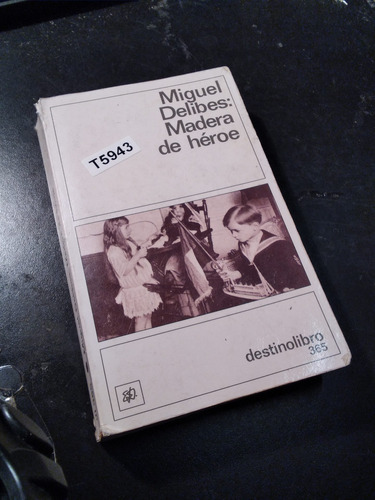 Miguel
Delibes:
Madera
de héroe
T5943
destinolibro
365